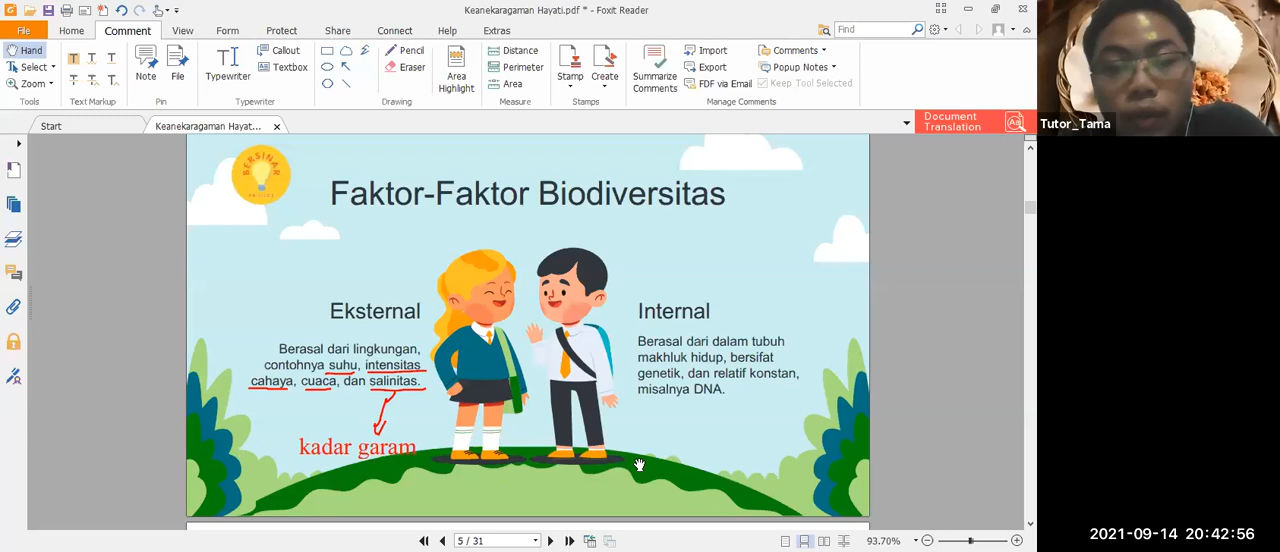 Keanekaragaman Hayati.pdf * - Foxit Reader
File Home Comment View Form Protect Share Connect Help Extras
Find
Hand
Select
Zoom
Tools
Text Markup
Note
File
Pin
Typewriter
Callout
Textbox
Typewriter
Pencil
Eraser
Drawing
Area
Highlight
Distance
Perimeter
Area
Measure
Stamp
Create
Stamps
Summarize
Comments
Import
Export
FDF via Email
Comments
Popup Notes
Keep Tool Selected
Manage Comments
Start
Keanekaragaman Hayat...
Document
Translation
Tutor_Tama
BERSINAR
Faktor-Faktor Biodiversitas
Eksternal
Berasal dari lingkungan,
contohnya suhu, intensitas
cahaya, cuaca, dan salinitas.
kadar garam
Internal
Berasal dari dalam tubuh
makhluk hidup, bersifat
genetik, dan relatif konstan,
misalnya DNA.
5 / 31
93.70%
2021-09-14 20:42:56